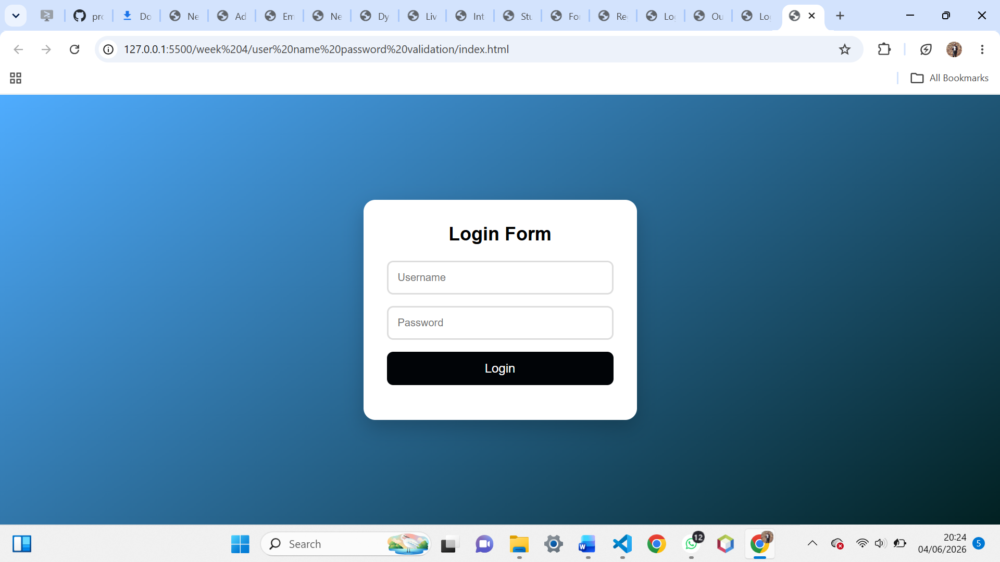 prc
Do
Ne
Ad
Em
Ne
Dy
Liv
Int
Stu
For
Re
Lo
Ou
Lo
127.0.0.1:5500/week%204/user%20name%20password%20validation/index.html
All Bookmarks
Login Form
Username
Password
Login
Search
W
12
20:24
04/06/2026
5